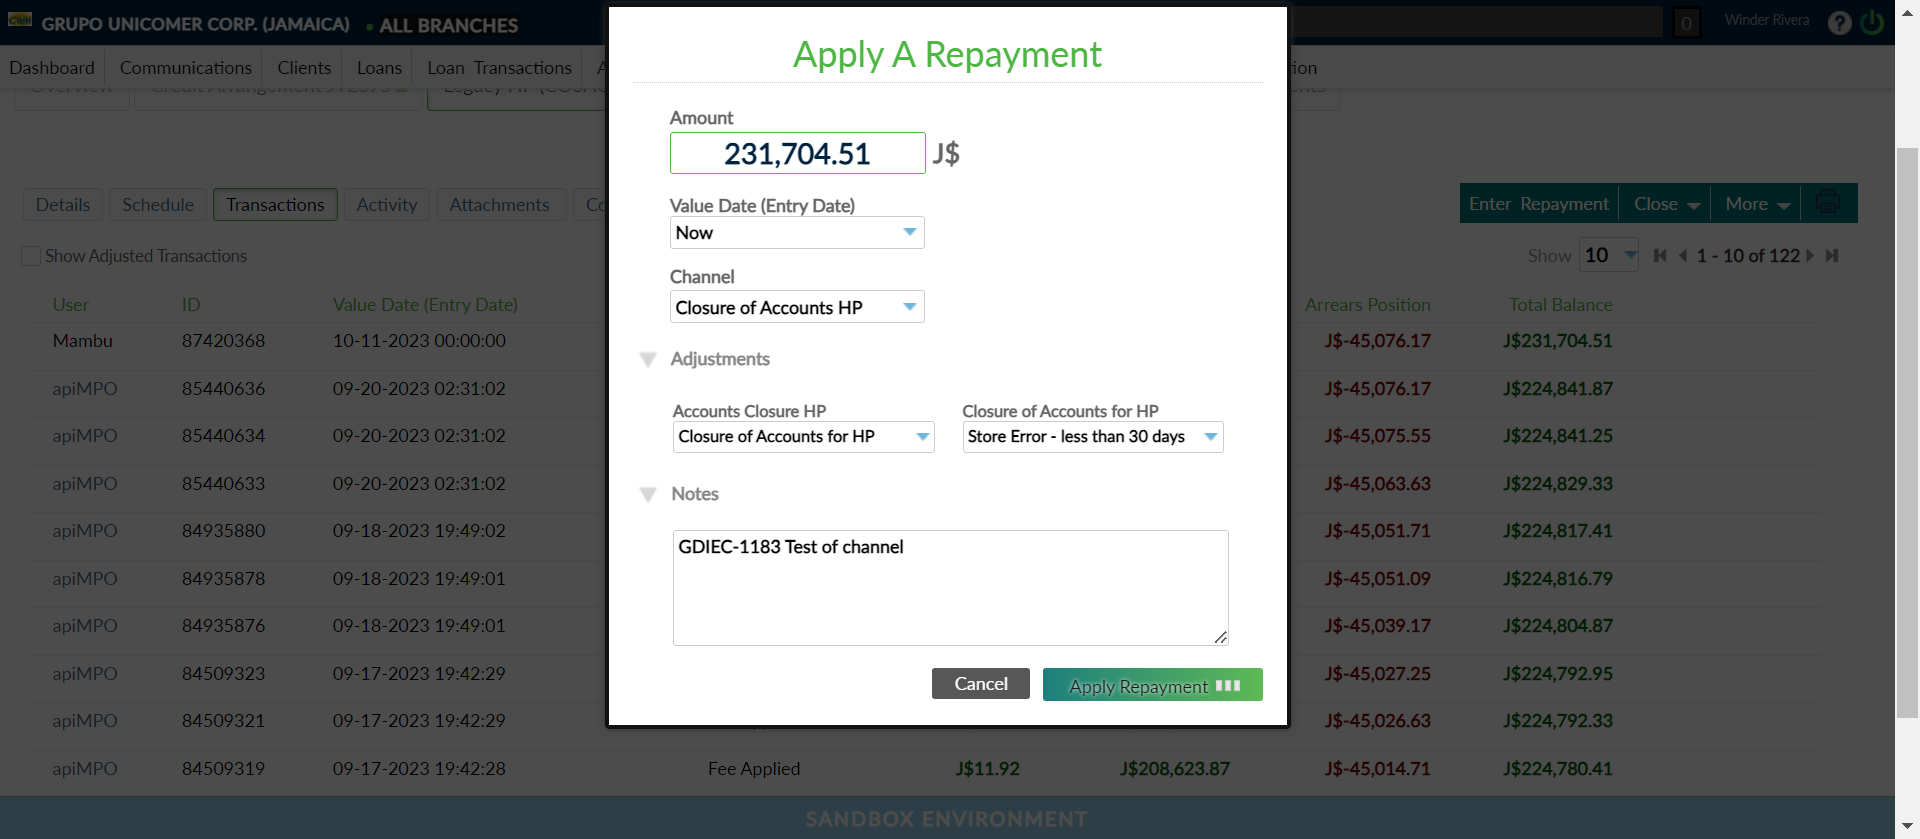 GRUPO UNICOMER CORP. (JAMAICA) • ALL BRANCHES
0
Winder Rivera
?
Dashboard Communications Clients Loans Loan Transactions
Details Schedule Transactions Activity Attachments
Enter Repayment Close More
Show Adjusted Transactions
Show 10 1 - 10 of 122
User ID Value Date (Entry Date) Arrears Position Total Balance
Mambu 87420368 10-11-2023 00:00:00 J$-45,076.17 J$231,704.51
apiMPO 85440636 09-20-2023 02:31:02 J$-45,076.17 J$224,841.87
apiMPO 85440634 09-20-2023 02:31:02 J$-45,075.55 J$224,841.25
apiMPO 85440633 09-20-2023 02:31:02 J$-45,063.63 J$224,829.33
apiMPO 84935880 09-18-2023 19:49:02 J$-45,051.71 J$224,817.41
apiMPO 84935878 09-18-2023 19:49:01 J$-45,051.09 J$224,816.79
apiMPO 84935876 09-18-2023 19:49:01 J$-45,039.17 J$224,804.87
apiMPO 84509323 09-17-2023 19:42:29 J$-45,027.25 J$224,792.95
apiMPO 84509321 09-17-2023 19:42:29 J$-45,026.63 J$224,792.33
apiMPO 84509319 09-17-2023 19:42:28 Fee Applied J$11.92 J$208,623.87 J$-45,014.71 J$224,780.41
Apply A Repayment
Amount
231,704.51 J$
Value Date (Entry Date)
Now
Channel
Closure of Accounts HP
Adjustments
Accounts Closure HP Closure of Accounts for HP
Closure of Accounts for HP Store Error - less than 30 days
Notes
GDIEC-1183 Test of channel
Cancel Apply Repayment
SANDBOX ENVIRONMENT